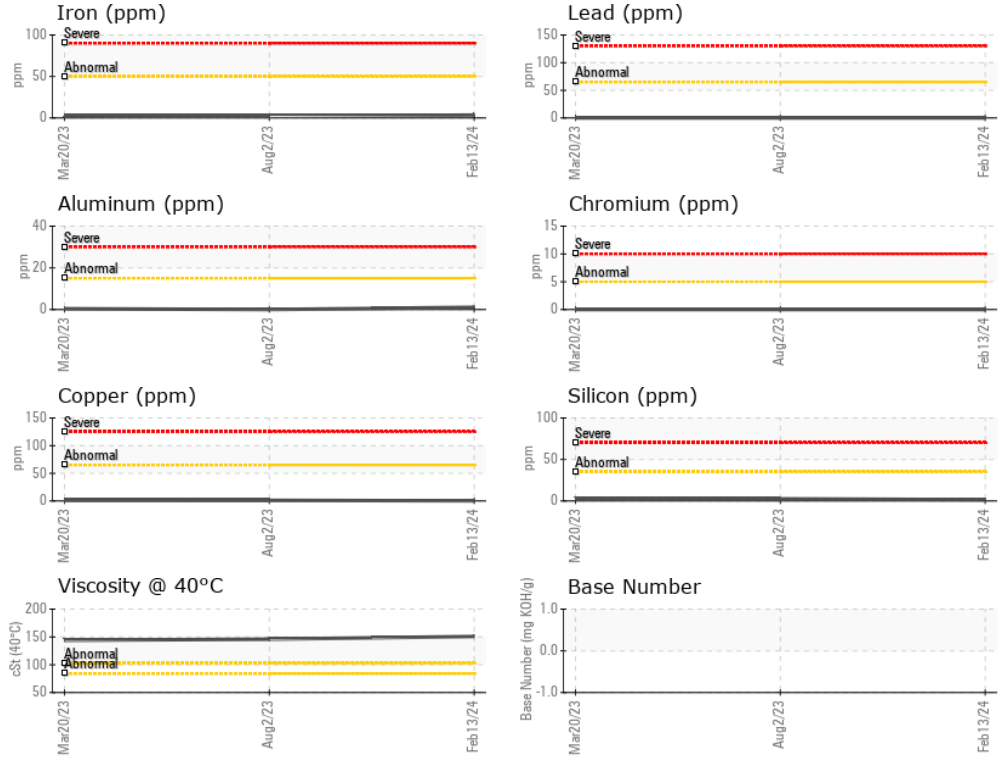 Iron (ppm)
ppm
100
50
0
Severe
Abnormal
Mar20/23
Aug2/23
Feb13/24
Lead (ppm)
ppm
150
100
50
0
Severe
Abnormal
Mar20/23
Aug2/23
Feb13/24
Aluminum (ppm)
ppm
40
20
0
Severe
Abnormal
Mar20/23
Aug2/23
Feb13/24
Chromium (ppm)
ppm
15
10
5
0
Severe
Abnormal
Mar20/23
Aug2/23
Feb13/24
Copper (ppm)
ppm
150
100
50
0
Severe
Abnormal
Mar20/23
Aug2/23
Feb13/24
Silicon (ppm)
ppm
100
50
0
Severe
Abnormal
Mar20/23
Aug2/23
Feb13/24
Viscosity @ 40°C
cSt (40°C)
200
150
100
50
Abnormal
Abnormal
Mar20/23
Aug2/23
Feb13/24
Base Number
Base Number (mg KOH/g)
1.0
0.0
-1.0
Mar20/23
Aug2/23
Feb13/24